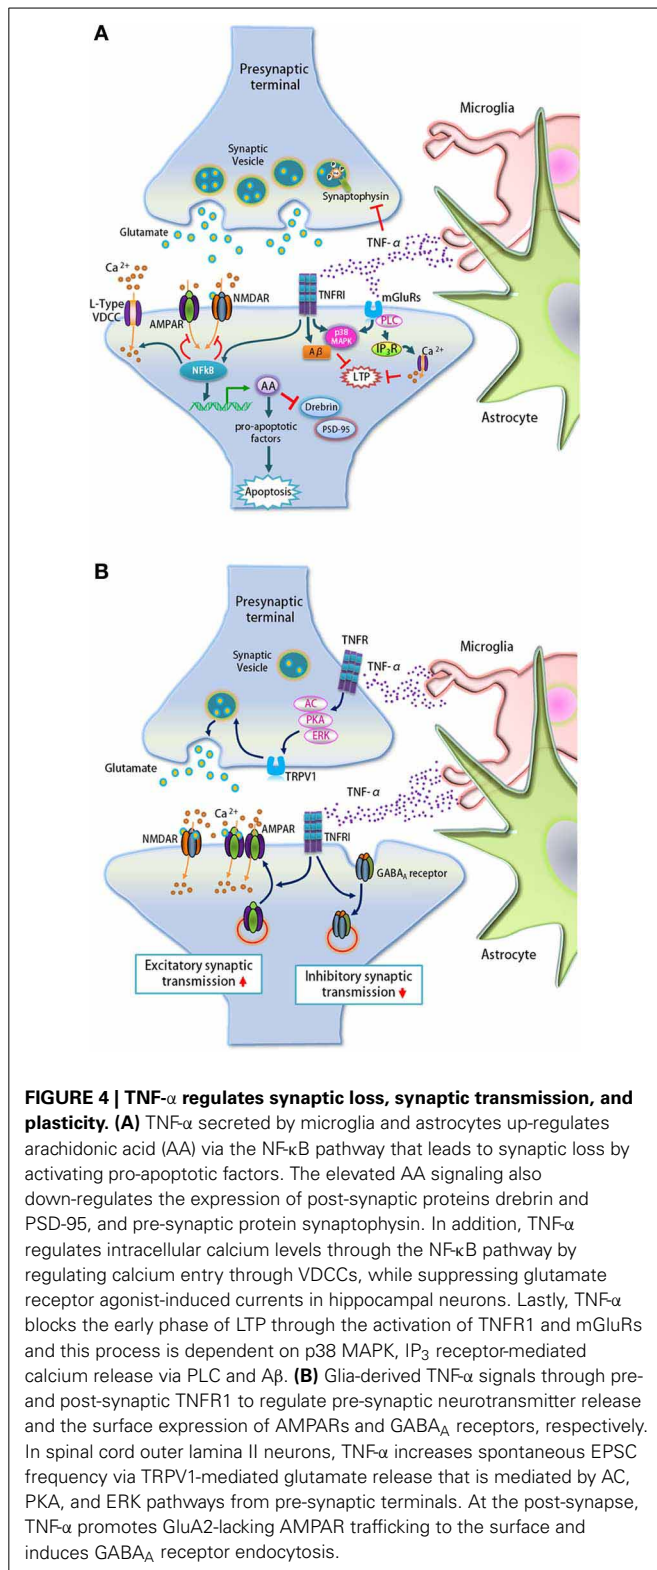 A
Presynaptic
terminal
Microglia
Synaptic
Vesicle
Synaptophysin
Glutamate
TNF-α
Ca2+
TNFRI
mGluRs
NMDAR
L-Type
VDCC
AMPAR
PLC
p38
MAPK
Aβ
IP3R
Ca2+
NFkB
LTP
AA
Drebrin
PSD-95
pro-apoptotic
factors
Astrocyte
Apoptosis
B
Presynaptic
terminal
TNFR
Microglia
TNF-α
Synaptic
Vesicle
AC
PKA
ERK
Glutamate
TRPV1
TNF-α
Ca2+
AMPAR
NMDAR
TNFRI
GABAA receptor
Astrocyte
Excitatory synaptic
transmission
Inhibitory synaptic
transmission
FIGURE 4 | TNF-α regulates synaptic loss, synaptic transmission, and
plasticity. (A) TNF-α secreted by microglia and astrocytes up-regulates
arachidonic acid (AA) via the NF-κB pathway that leads to synaptic loss by
activating pro-apoptotic factors. The elevated AA signaling also
down-regulates the expression of post-synaptic proteins drebrin and
PSD-95, and pre-synaptic protein synaptophysin. In addition, TNF-α
regulates intracellular calcium levels through the NF-κB pathway by
regulating calcium entry through VDCCs, while suppressing glutamate
receptor agonist-induced currents in hippocampal neurons. Lastly, TNF-α
blocks the early phase of LTP through the activation of TNFR1 and mGluRs
and this process is dependent on p38 MAPK, IP3 receptor-mediated
calcium release via PLC and Aβ. (B) Glia-derived TNF-α signals through pre-
and post-synaptic TNFR1 to regulate pre-synaptic neurotransmitter release
and the surface expression of AMPARs and GABAA receptors, respectively.
In spinal cord outer lamina II neurons, TNF-α increases spontaneous EPSC
frequency via TRPV1-mediated glutamate release that is mediated by AC,
PKA, and ERK pathways from pre-synaptic terminals. At the post-synapse,
TNF-α promotes GluA2-lacking AMPAR trafficking to the surface and
induces GABAA receptor endocytosis.